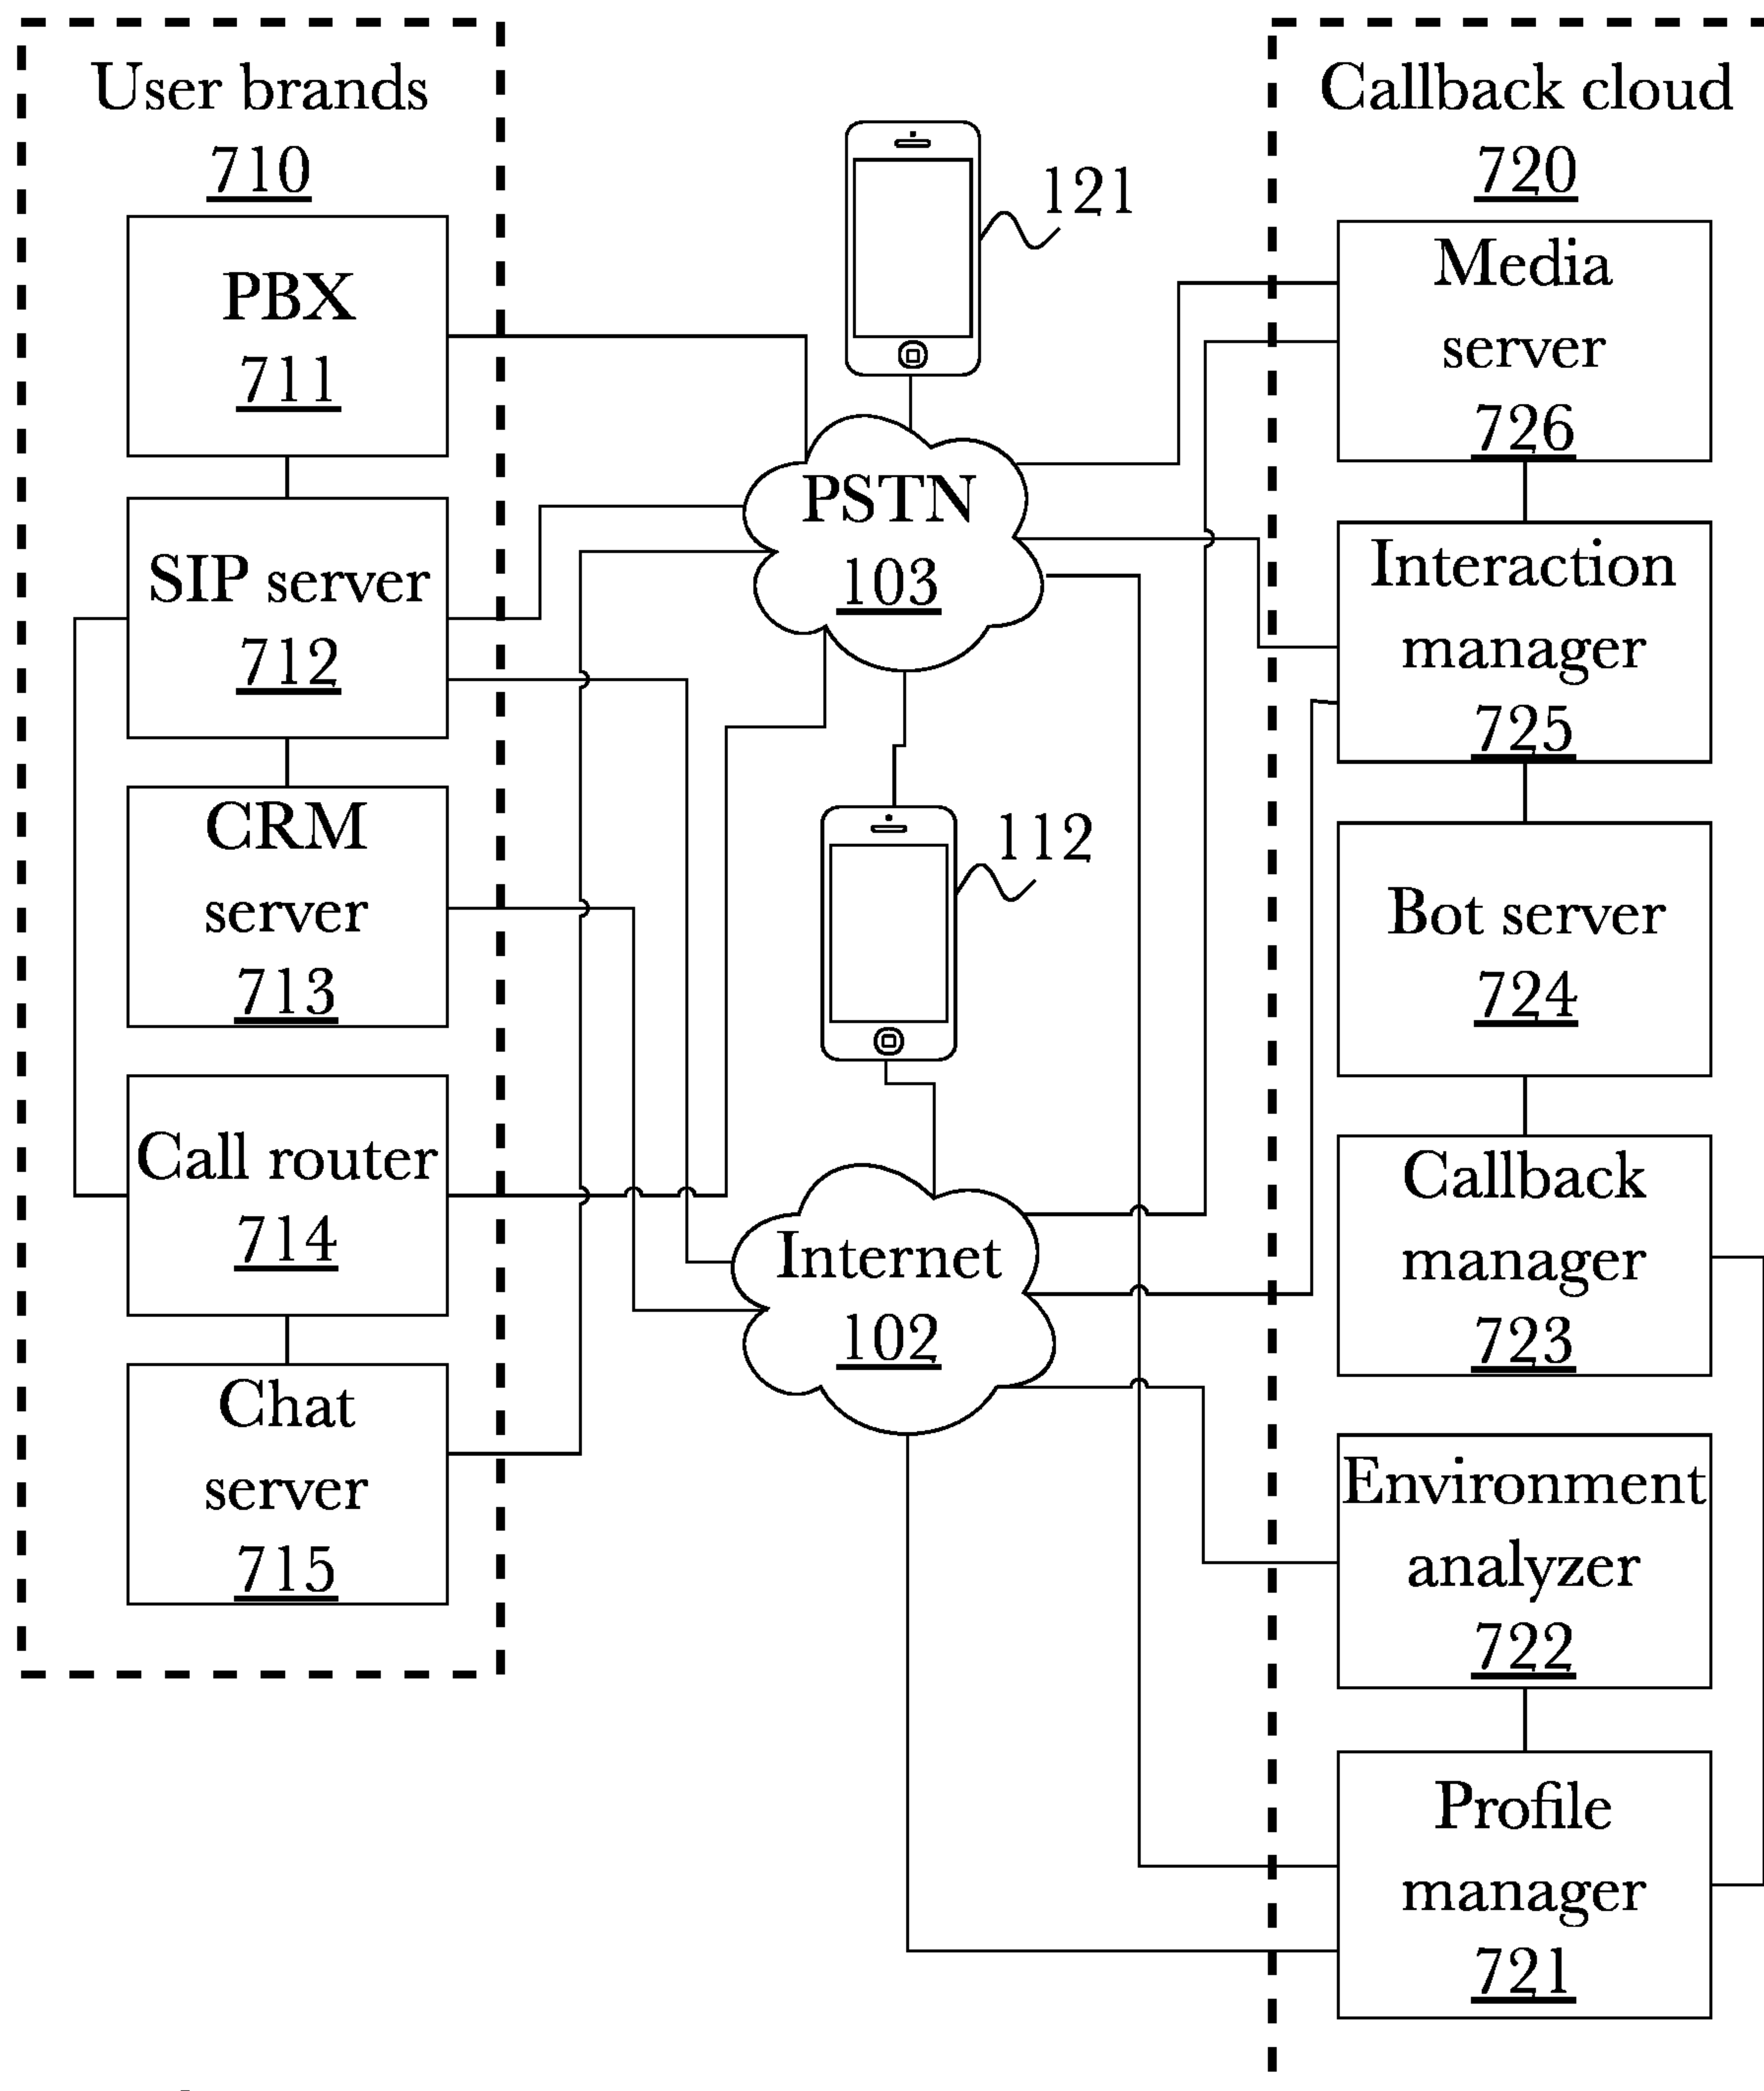 User brands
710
PBX
711
SIP server
712
CRM
server
713
Call router
714
Chat
server
715
121
PSTN
103
112
Internet
102
Callback cloud
720
Media
server
726
Interaction
manager
725
Bot server
724
Callback
manager
723
Environment
analyzer
722
Profile
manager
721